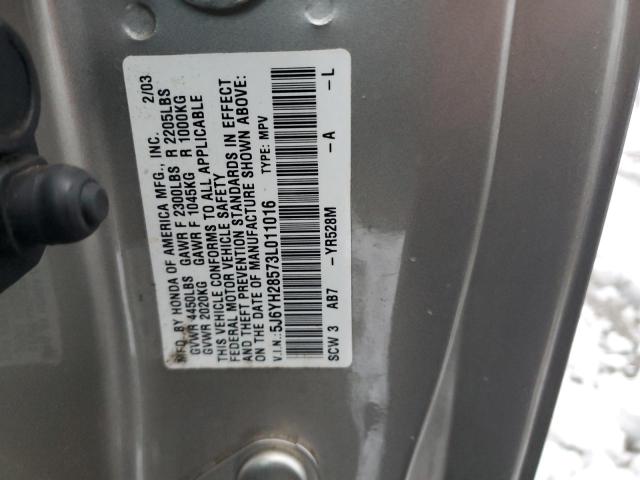 MFD. BY HONDA OF AMERICA MFG., INC. 2/03
GVWR 4450LBS GAWR F 2300LBS R 2205LBS
GVWR 2020KG GAWR F 1045KG R 1000KG
THIS VEHICLE CONFORMS TO ALL APPLICABLE
FEDERAL MOTOR VEHICLE SAFETY
AND THEFT PREVENTION STANDARDS IN EFFECT
ON THE DATE OF MANUFACTURE SHOWN ABOVE:
V.I.N.: 5J6YH28573L011016 TYPE: MPV
SCW 3 AB7 -YR528M -A -L